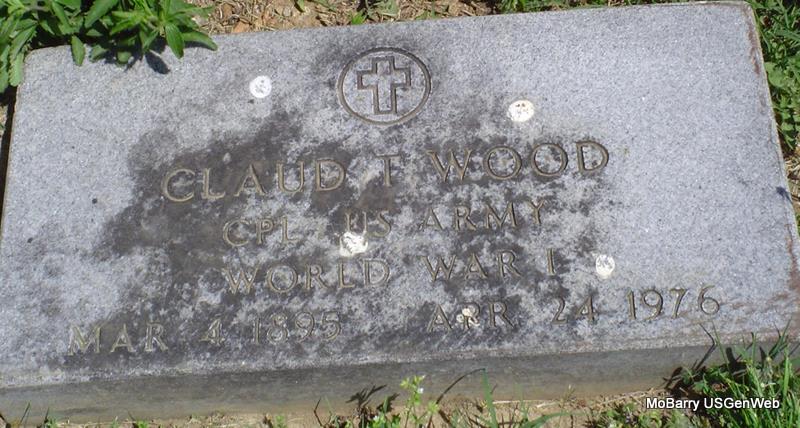 CLAUD T WOOD
CPL US ARMY
WORLD WAR I
MAR 4 1895 APR 24 1976
MoBarry USGenWeb